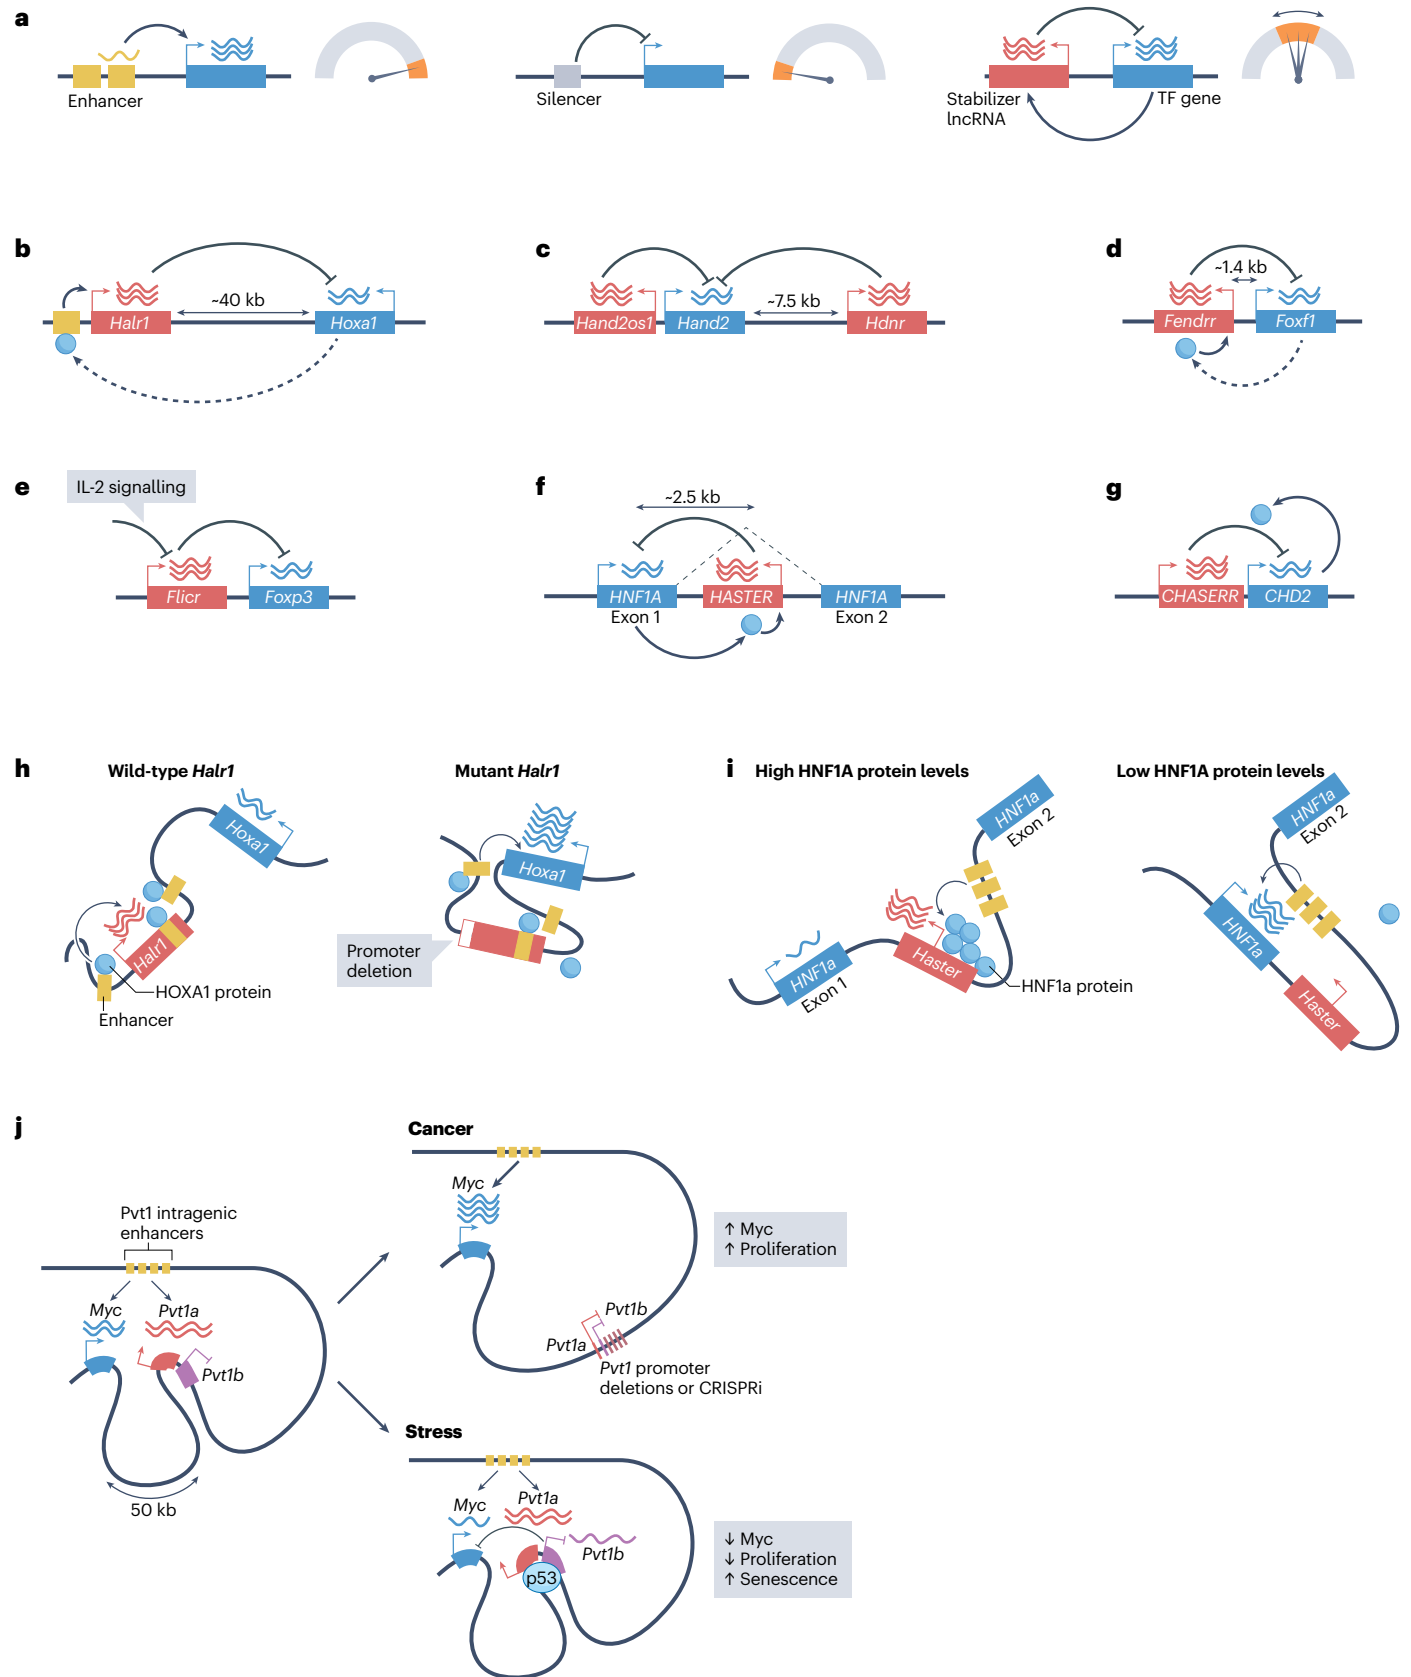 a
Enhancer
Silencer
Stabilizer
lncRNA
TF gene
b
~40 kb
Halr1
Hoxa1
c
~7.5 kb
Hand2os1
Hand2
Hdnr
d
~1.4 kb
Fendrr
Foxf1
e
IL-2 signalling
Flicr
Foxp3
f
~2.5 kb
HNF1A
Exon 1
HASTER
HNF1A
Exon 2
g
CHASERR
CHD2
h
Wild-type Halr1
Hoxa1
Halr1
HOXA1 protein
Enhancer
Mutant Halr1
Hoxa1
Promoter
deletion
i
High HNF1A protein levels
HNF1a
Exon 2
Haster
HNF1a
Exon 1
HNF1a protein
Low HNF1A protein levels
HNF1a
Exon 2
HNF1a
Haster
j
Pvt1 intragenic
enhancers
Myc
Pvt1a
Pvt1b
50 kb
Cancer
Myc
Pvt1b
Pvt1a
Pvt1 promoter
deletions or CRISPRi
↑ Myc
↑ Proliferation
Stress
Myc
Pvt1a
Pvt1b
p53
↓ Myc
↓ Proliferation
↑ Senescence